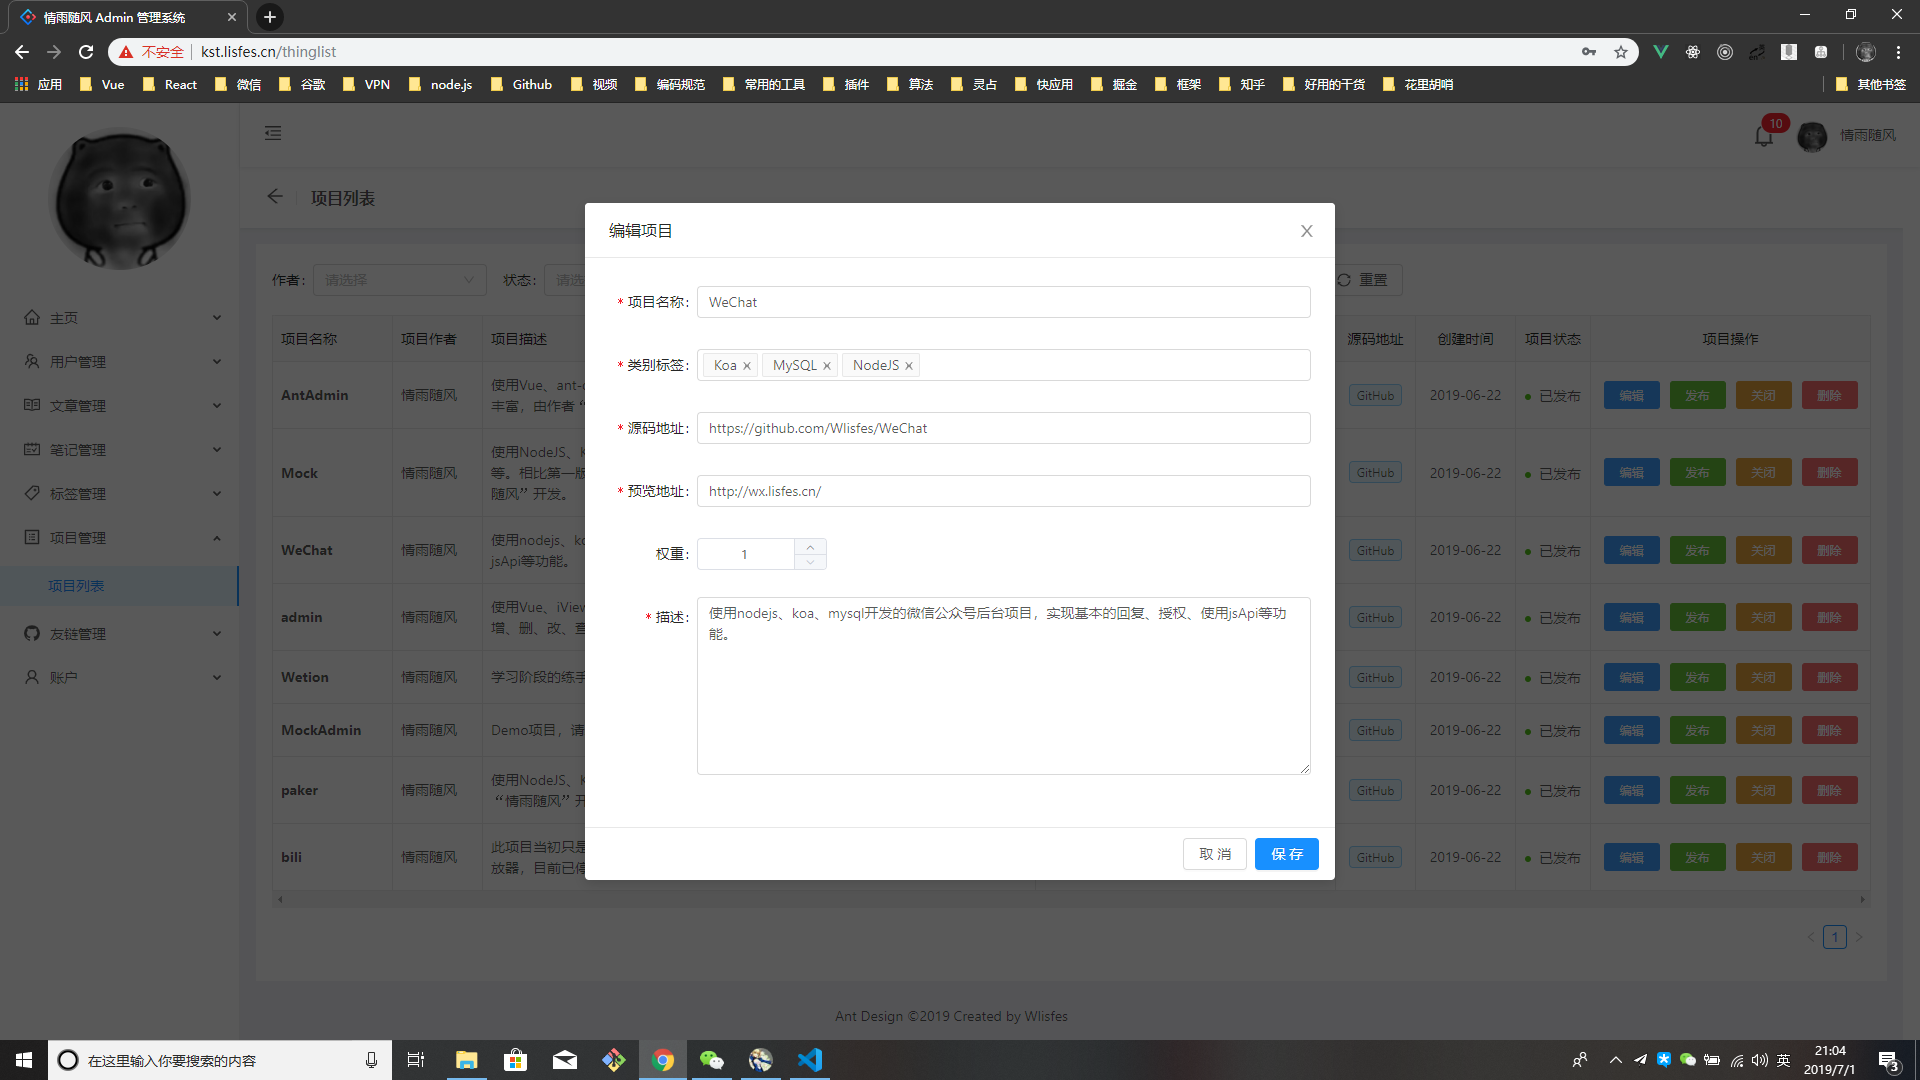 情雨随风 Admin 管理系统
不安全 kst.lisfes.cn/thinglist
应用 Vue React 微信 谷歌 VPN node.js Github 视频 编码规范 常用的工具 插件 算法 灵占 快应用 掘金 框架 知乎 好用的干货 花里胡哨 其他书签
10 情雨随风
项目列表
主页
用户管理
文章管理
笔记管理
标签管理
项目管理
项目列表
友链管理
账户
作者: 请选择 状态: 请选 重置
项目名称 项目作者 项目描述 源码地址 创建时间 项目状态 项目操作
AntAdmin 情雨随风 使用Vue、ant- GitHub 2019-06-22 已发布 编辑 发布 关闭 删除
丰富，由作者“
Mock 情雨随风 使用NodeJS、K GitHub 2019-06-22 已发布 编辑 发布 关闭 删除
等。相比第一版
随风”开发。
WeChat 情雨随风 使用nodejs、ko GitHub 2019-06-22 已发布 编辑 发布 关闭 删除
jsApi等功能。
admin 情雨随风 使用Vue、iView GitHub 2019-06-22 已发布 编辑 发布 关闭 删除
增、删、改、查
Wetion 情雨随风 学习阶段的练手 GitHub 2019-06-22 已发布 编辑 发布 关闭 删除
MockAdmin 情雨随风 Demo项目，请 GitHub 2019-06-22 已发布 编辑 发布 关闭 删除
paker 情雨随风 使用NodeJS、K GitHub 2019-06-22 已发布 编辑 发布 关闭 删除
“情雨随风”开
bili 情雨随风 此项目当初只是 GitHub 2019-06-22 已发布 编辑 发布 关闭 删除
放器，目前已停
1
编辑项目
* 项目名称: WeChat
* 类别标签: Koa MySQL NodeJS
* 源码地址: https://github.com/Wlisfes/WeChat
* 预览地址: http://wx.lisfes.cn/
权重: 1
* 描述: 使用nodejs、koa、mysql开发的微信公众号后台项目，实现基本的回复、授权、使用jsApi等功
能。
取 消 保 存
Ant Design ©2019 Created by Wlisfes
在这里输入你要搜索的内容
英 21:04
2019/7/1
3